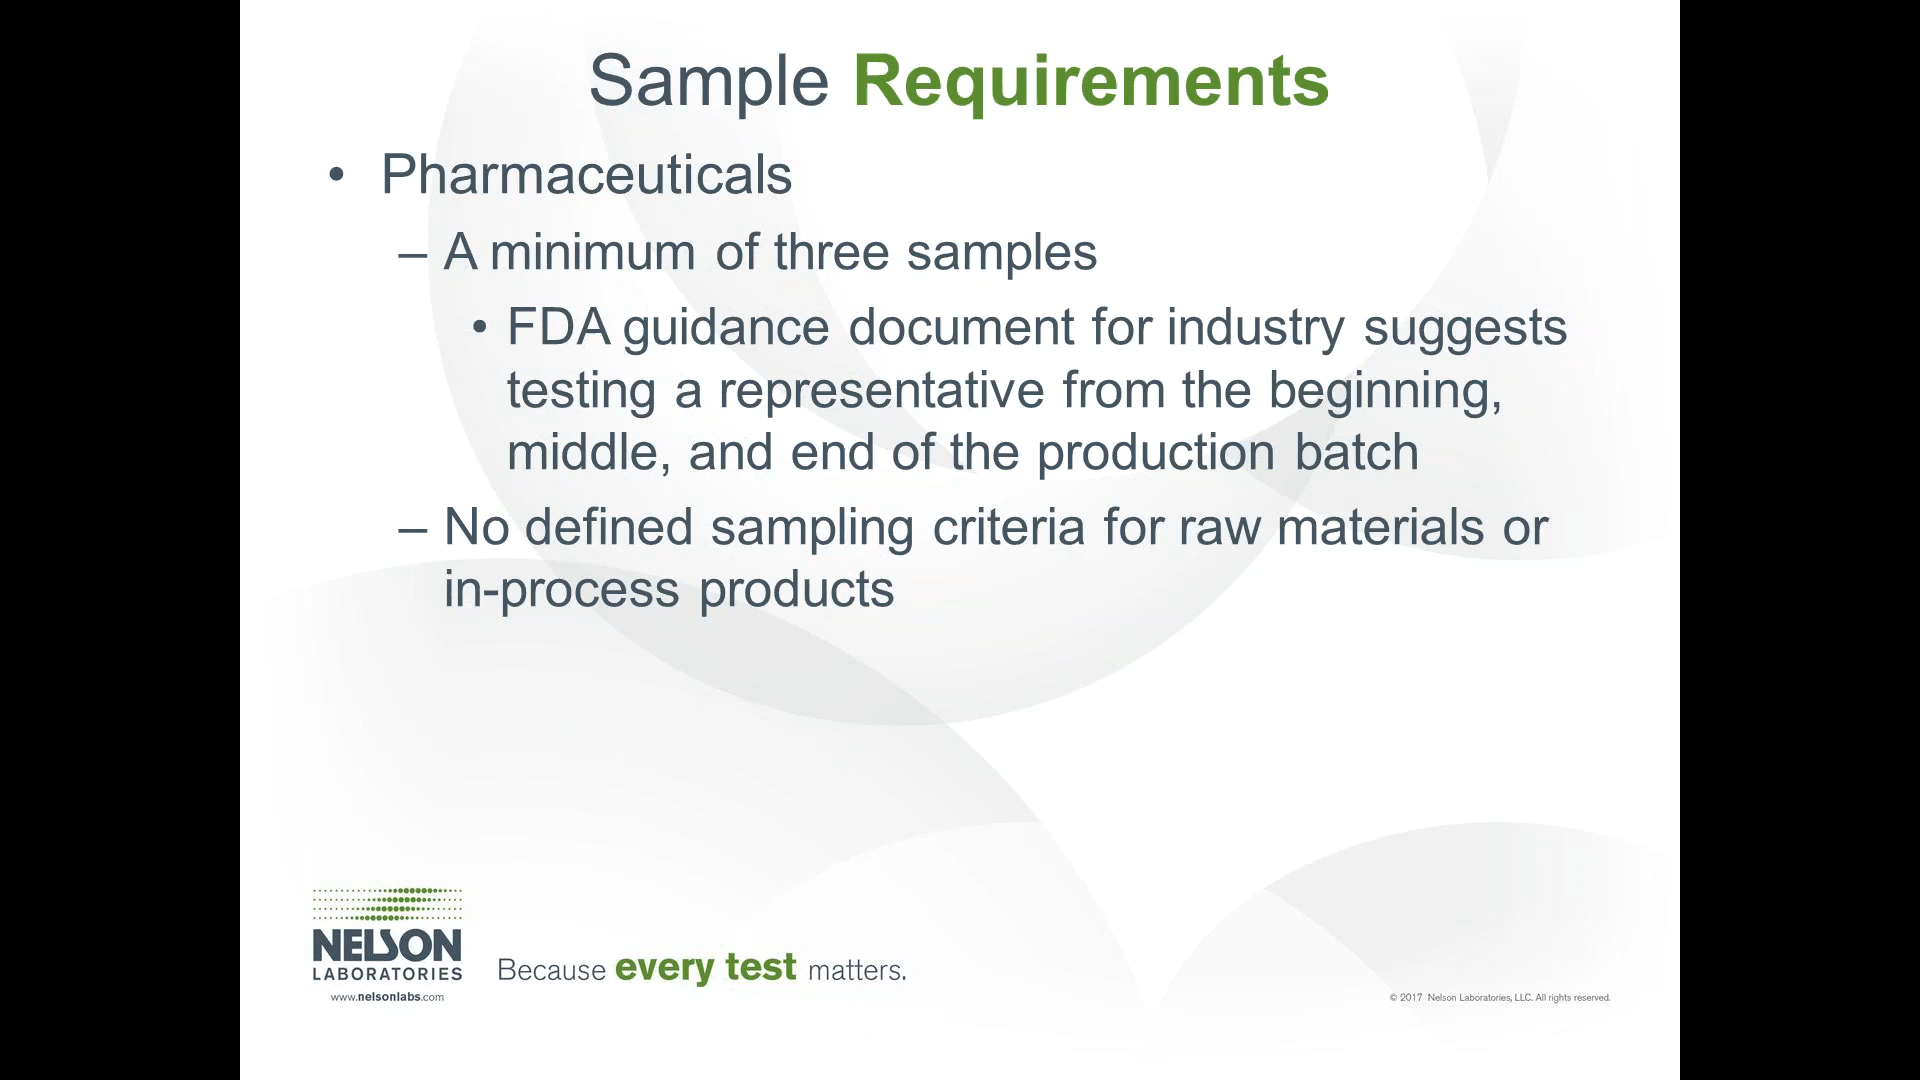 Sample Requirements
• Pharmaceuticals
– A minimum of three samples
• FDA guidance document for industry suggests
testing a representative from the beginning,
middle, and end of the production batch
– No defined sampling criteria for raw materials or
in-process products
NELSON
LABORATORIES
www.nelsonlabs.com
Because every test matters.
© 2017 Nelson Laboratories, LLC. All rights reserved.